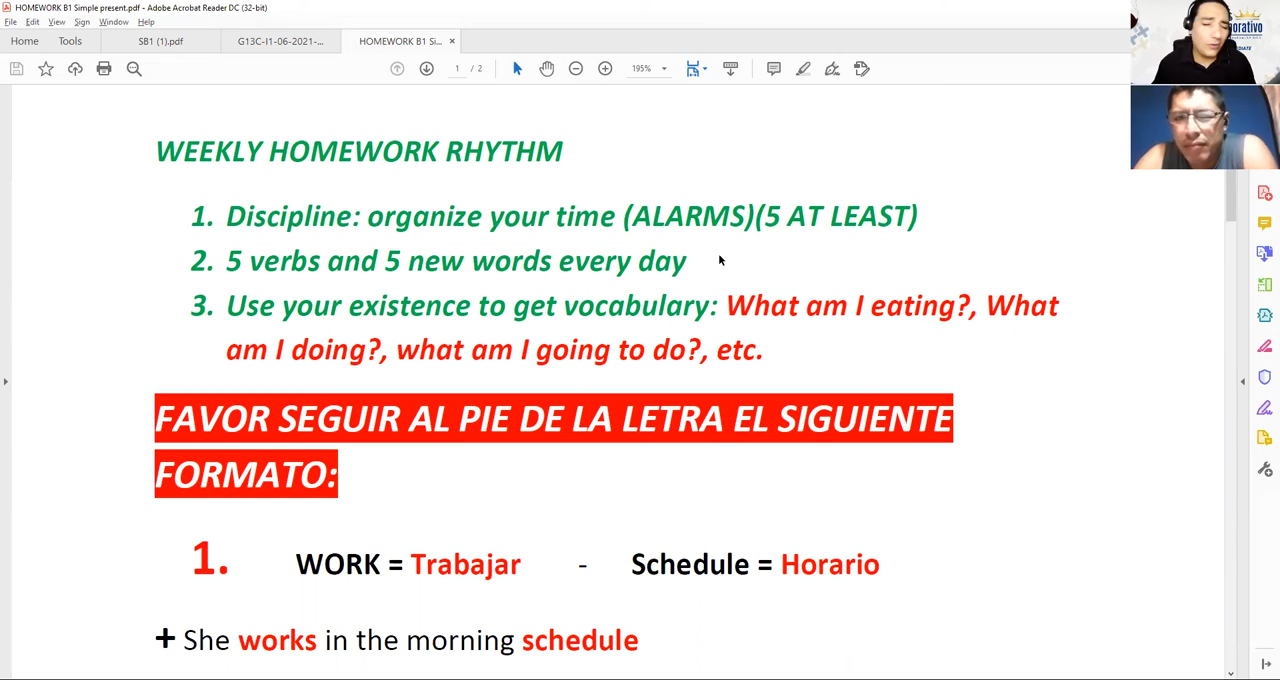 HOMEWORK B1 Simple present.pdf - Adobe Acrobat Reader DC (32-bit)
File Edit View Sign Window Help
Home Tools SB1 (1).pdf G13C-I1-06-2021-... HOMEWORK B1 Si... ×
1 / 2 195%
orativo
WEEKLY HOMEWORK RHYTHM
1. Discipline: organize your time (ALARMS)(5 AT LEAST)
2. 5 verbs and 5 new words every day
3. Use your existence to get vocabulary: What am I eating?, What
am I doing?, what am I going to do?, etc.
FAVOR SEGUIR AL PIE DE LA LETRA EL SIGUIENTE
FORMATO:
1. WORK = Trabajar - Schedule = Horario
+ She works in the morning schedule